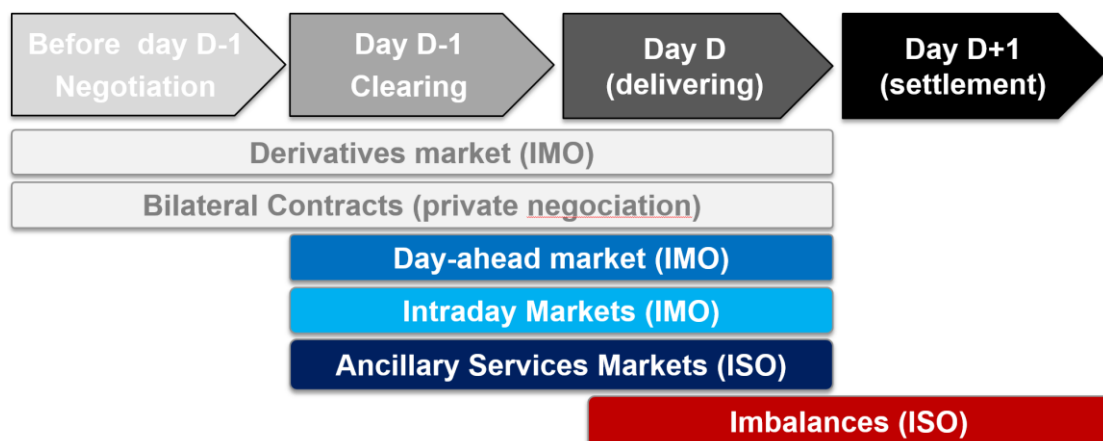 Before day D-1
Negotiation
Day D-1
Clearing
Day D
(delivering)
Day D+1
(settlement)
Derivatives market (IMO)
Bilateral Contracts (private negociation)
Day-ahead market (IMO)
Intraday Markets (IMO)
Ancillary Services Markets (ISO)
Imbalances (ISO)